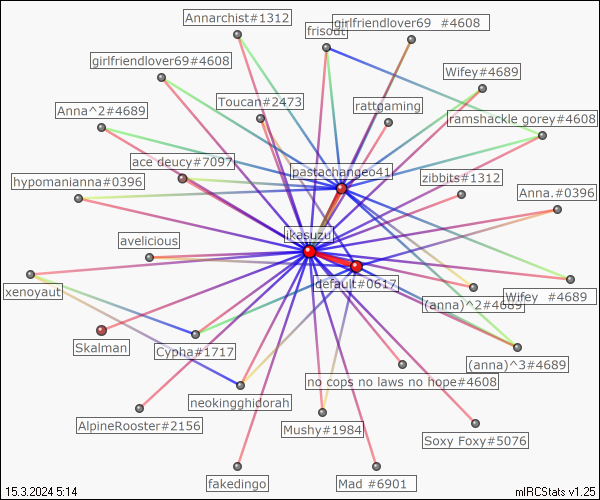 Annarchist#1312
girlfriendlover69 #4608
frisout
girlfriendlover69#4608
Wifey#4689
Toucan#2473
rattgaming
Anna^2#4689
ramshackle gorey#4608
ace deucy#7097
pastachangeo41
zibbits#1312
hypomanianna#0396
Anna.#0396
ikasuzu
avelicious
default#0617
xenoyaut
(anna)^2#4689
Wifey #4689
Skalman
Cypha#1717
(anna)^3#4689
no cops no laws no hope#4608
neokingghidorah
AlpineRooster#2156
Mushy#1984
Soxy Foxy#5076
fakedingo
Mad #6901
15.3.2024 5:14
mIRCStats v1.25